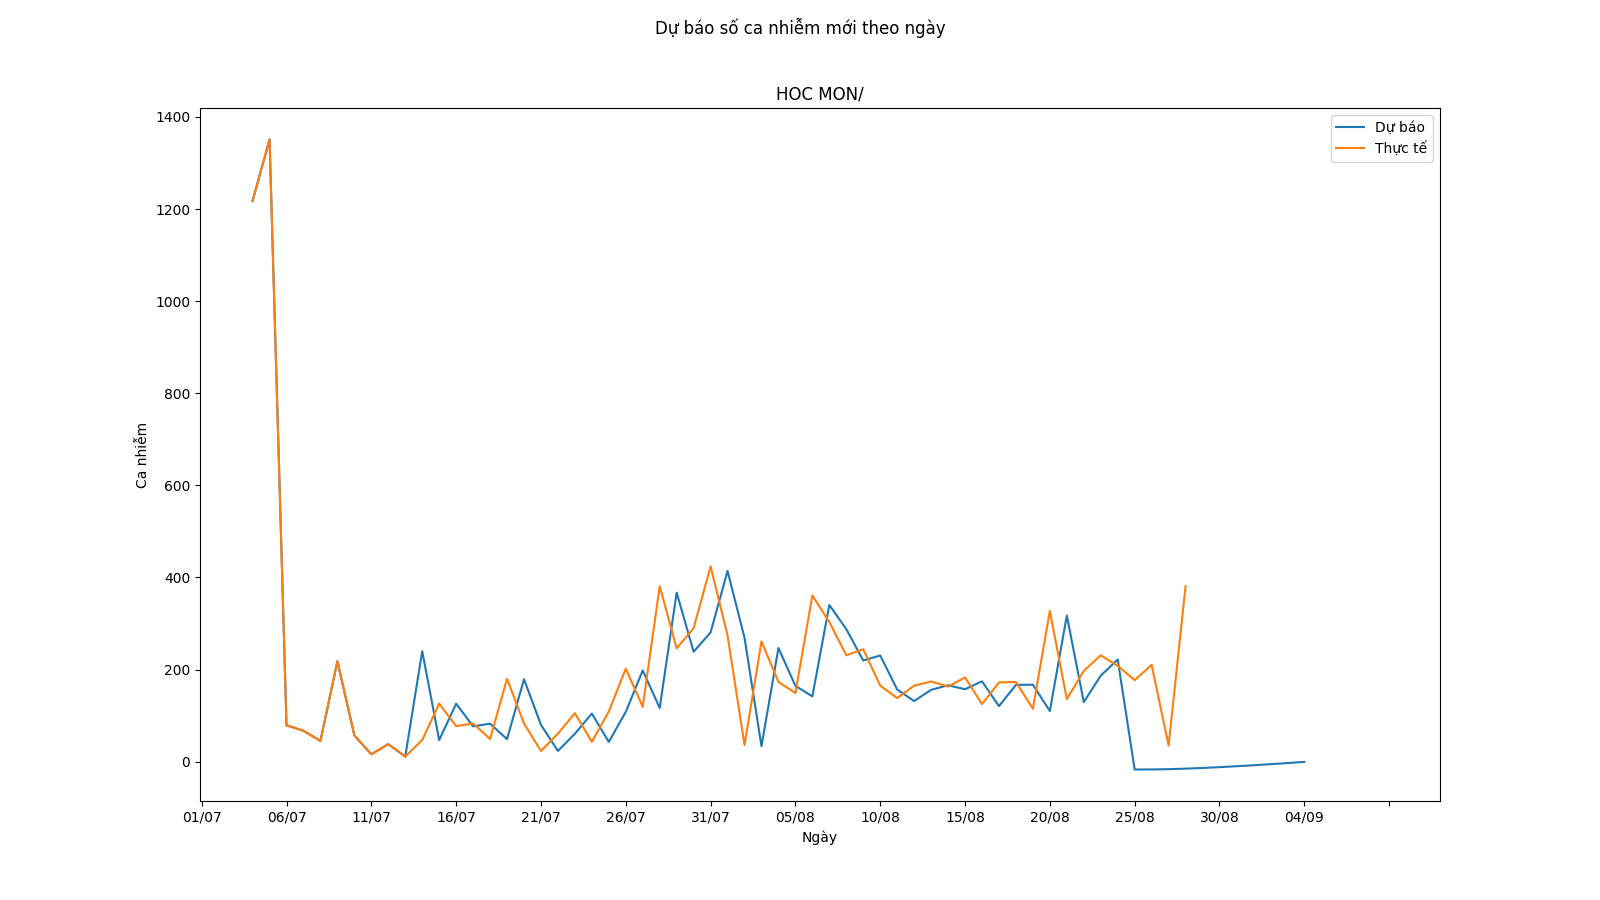 Dự báo số ca nhiễm mới theo ngày
HOC MON/
Dự báo
Thực tế
Ca nhiễm
1400
1200
1000
800
600
400
200
0
01/07 06/07 11/07 16/07 21/07 26/07 31/07 05/08 10/08 15/08 20/08 25/08 30/08 04/09
Ngày